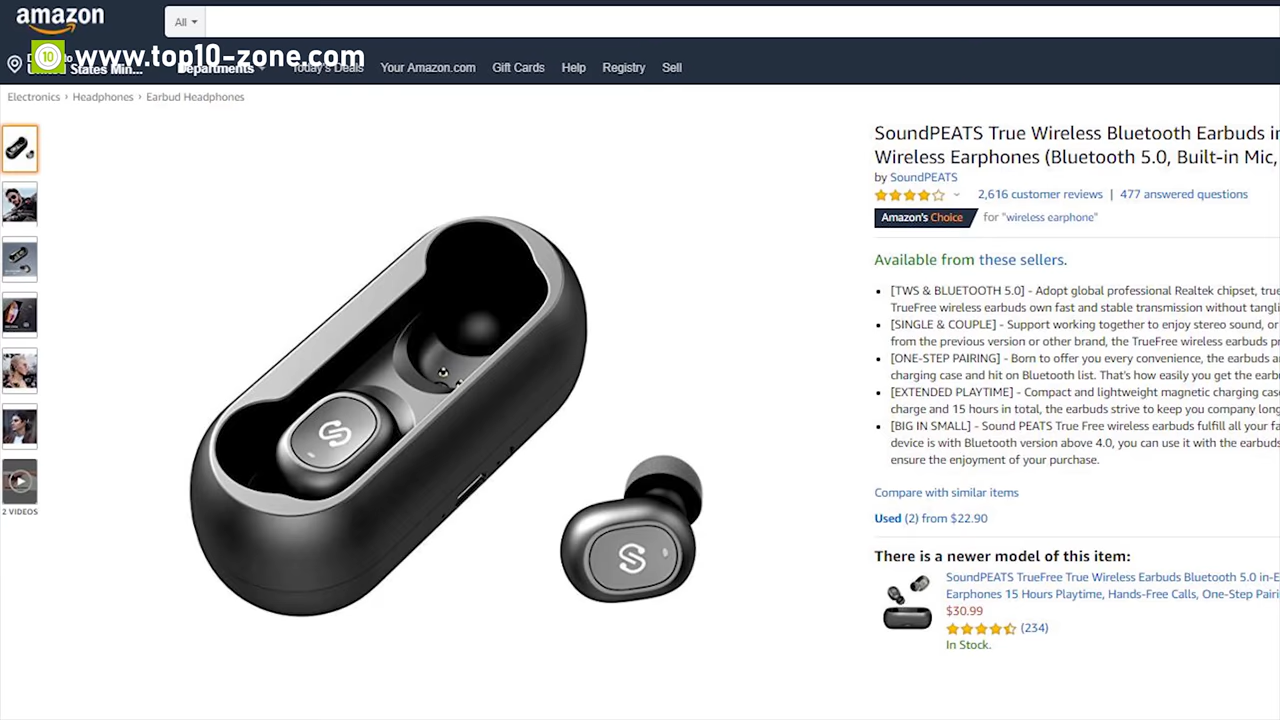 amazon
All
10 www.top10-zone.com
States Min...
Departments
Today's Deals
Your Amazon.com
Gift Cards
Help
Registry
Sell
Electronics › Headphones › Earbud Headphones
SoundPEATS True Wireless Bluetooth Earbuds in
Wireless Earphones (Bluetooth 5.0, Built-in Mic,
by SoundPEATS
2,616 customer reviews | 477 answered questions
Amazon's Choice for "wireless earphone"
Available from these sellers.
[TWS & BLUETOOTH 5.0] - Adopt global professional Realtek chipset, true
TrueFree wireless earbuds own fast and stable transmission without tangli
[SINGLE & COUPLE] - Support working together to enjoy stereo sound, or
from the previous version or other brand, the TrueFree wireless earbuds pr
[ONE-STEP PAIRING] - Born to offer you every convenience, the earbuds a
charging case and hit on Bluetooth list. That's how easily you get the earb
[EXTENDED PLAYTIME] - Compact and lightweight magnetic charging case
charge and 15 hours in total, the earbuds strive to keep you company long
[BIG IN SMALL] - Sound PEATS True Free wireless earbuds fulfill all your fa
device is with Bluetooth version above 4.0, you can use it with the earbuds
ensure the enjoyment of your purchase.
Compare with similar items
Used (2) from $22.90
There is a newer model of this item:
SoundPEATS TrueFree True Wireless Earbuds Bluetooth 5.0 in-E
Earphones 15 Hours Playtime, Hands-Free Calls, One-Step Pairi
$30.99
(234)
In Stock.
2 VIDEOS